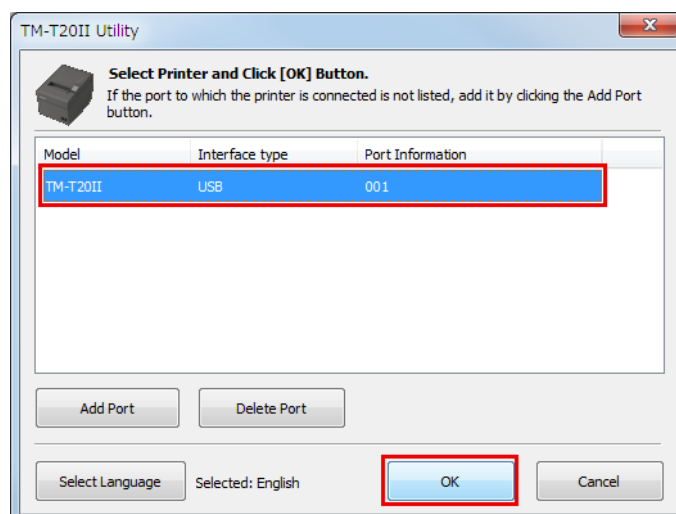 TM-T20II Utility
Select Printer and Click [OK] Button.
If the port to which the printer is connected is not listed, add it by clicking the Add Port
button.
Model Interface type Port Information
TM-T20II USB 001
Add Port Delete Port
Select Language Selected: English OK Cancel